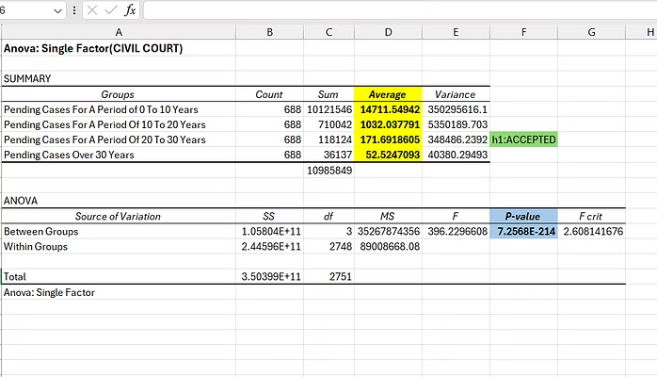 6 fx
A B C D E F G H
Anova: Single Factor(CIVIL COURT)
SUMMARY
Groups Count Sum Average Variance
Pending Cases For A Period of 0 To 10 Years 688 10121546 14711.54942 350295616.1
Pending Cases For A Period Of 10 To 20 Years 688 710042 1032.037791 5350189.703
Pending Cases For A Period Of 20 To 30 Years 688 118124 171.6918605 348486.2392 h1:ACCEPTED
Pending Cases Over 30 Years 688 36137 52.5247093 40380.29493
10985849
ANOVA
Source of Variation SS df MS F P-value F crit
Between Groups 1.05804E+11 3 35267874356 396.2296608 7.2568E-214 2.608141676
Within Groups 2.44596E+11 2748 89008668.08
Total 3.50399E+11 2751
Anova: Single Factor